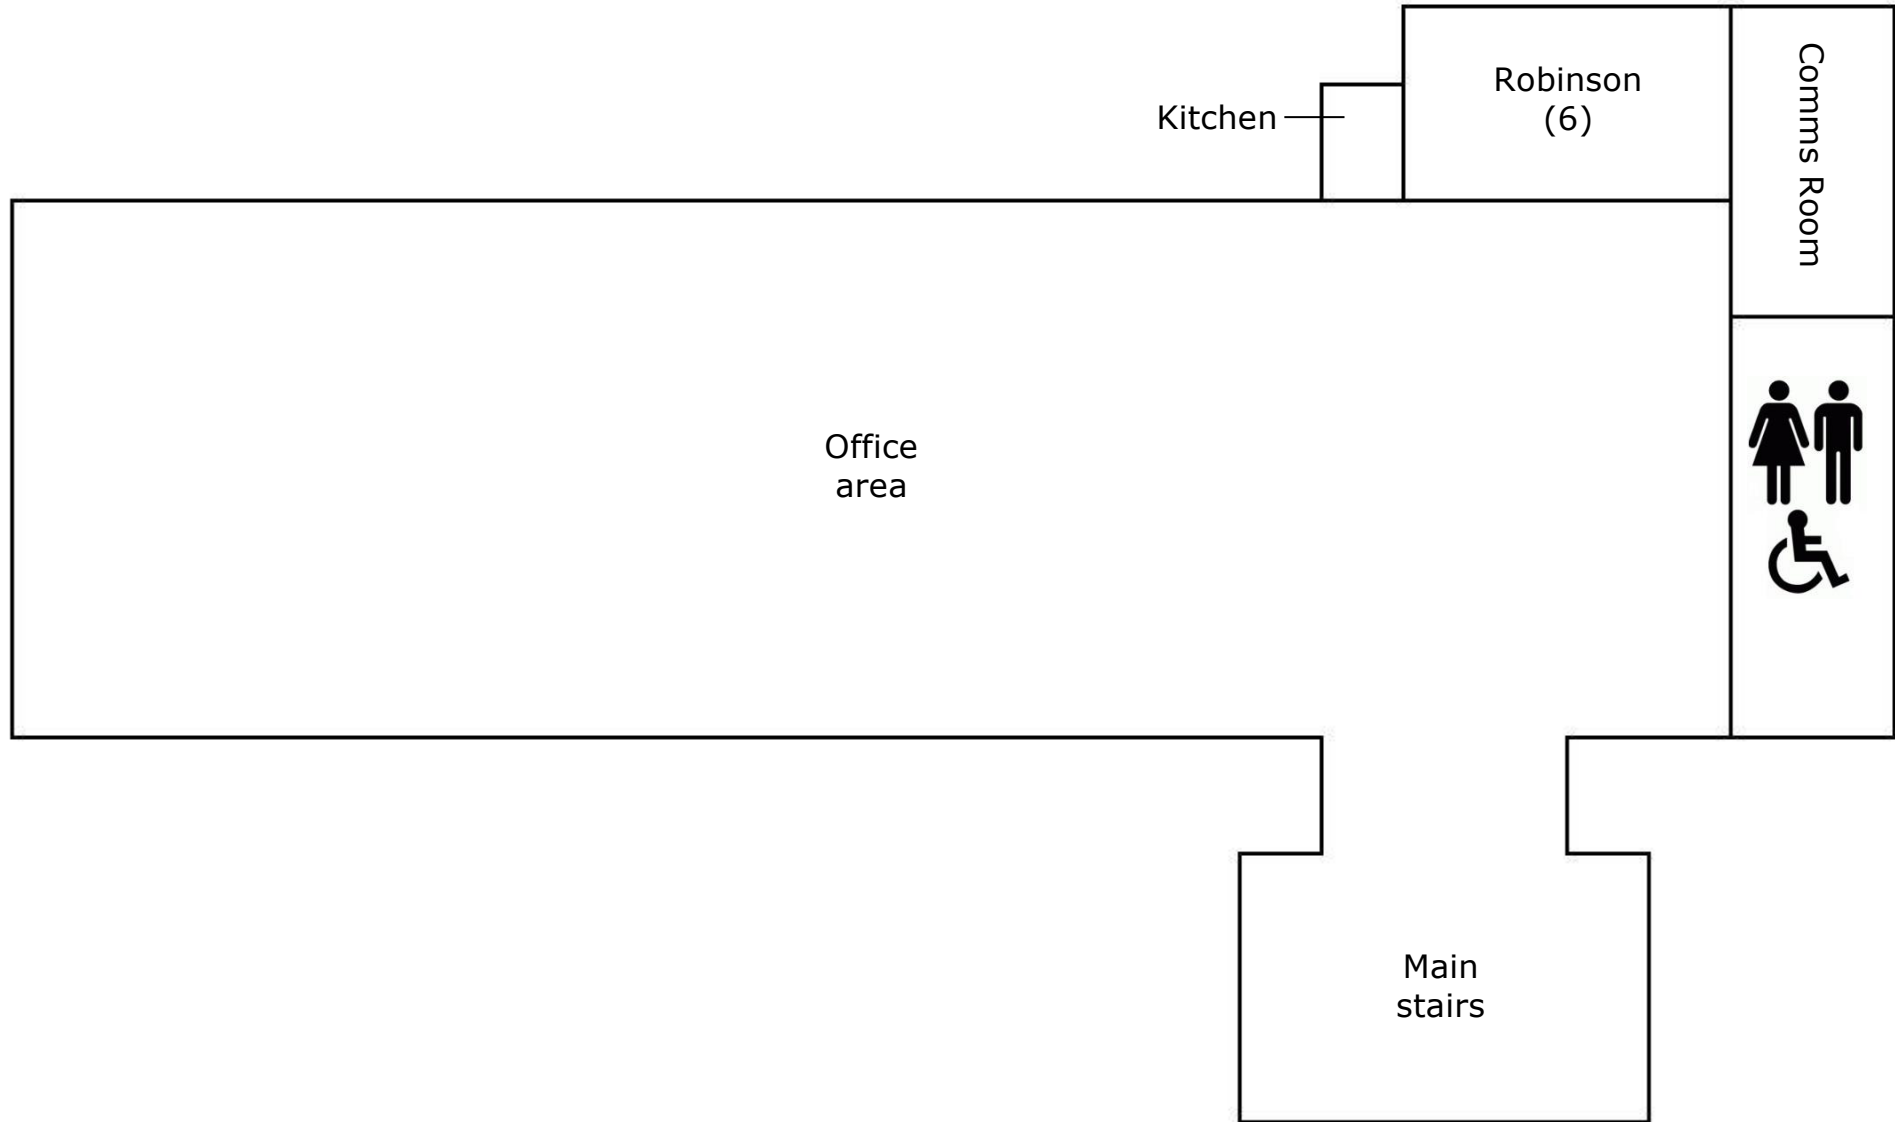 Robinson
(6)
Comms Room
Kitchen
Office
area
Main
stairs